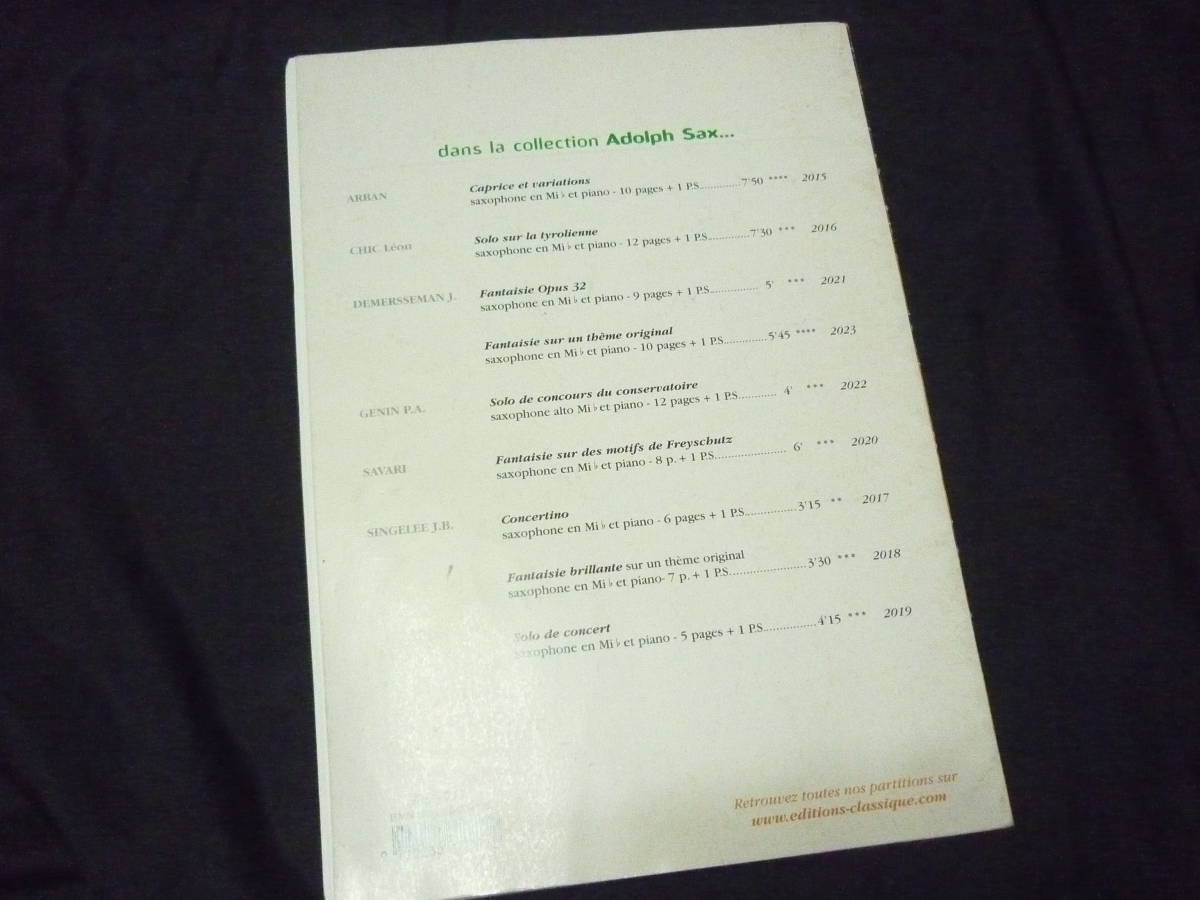 dans la collection Adolph Sax...
ARBAN Caprice et variations
saxophone en Mi♭ et piano - 10 pages + 1 P.S..............7'50 **** 2015
CHIC Léon Solo sur la tyrolienne
saxophone en Mi♭ et piano - 12 pages + 1 P.S..............7'30 *** 2016
DEMERSSEMAN J. Fantaisie Opus 32
saxophone en Mi♭ et piano - 9 pages + 1 P.S............... 5' *** 2021
Fantaisie sur un thème original
saxophone en Mi♭ et piano - 10 pages + 1 P.S..............5'45 **** 2023
GENIN P.A. Solo de concours du conservatoire
saxophone alto Mi♭ et piano - 12 pages + 1 P.S............ 4' *** 2022
SAVARI Fantaisie sur des motifs de Freyschutz
saxophone en Mi♭ et piano - 8 p. + 1 P.S...................... 6' *** 2020
SINGELEE J.B. Concertino
saxophone en Mi♭ et piano - 6 pages + 1 P.S................3'15 ** 2017
Fantaisie brillante sur un thème original
saxophone en Mi♭ et piano- 7 p. + 1 P.S.......................3'30 *** 2018
Solo de concert
saxophone en Mi♭ et piano - 5 pages + 1 P.S................4'15 *** 2019
Retrouvez toutes nos partitions sur
www.editions-classique.com